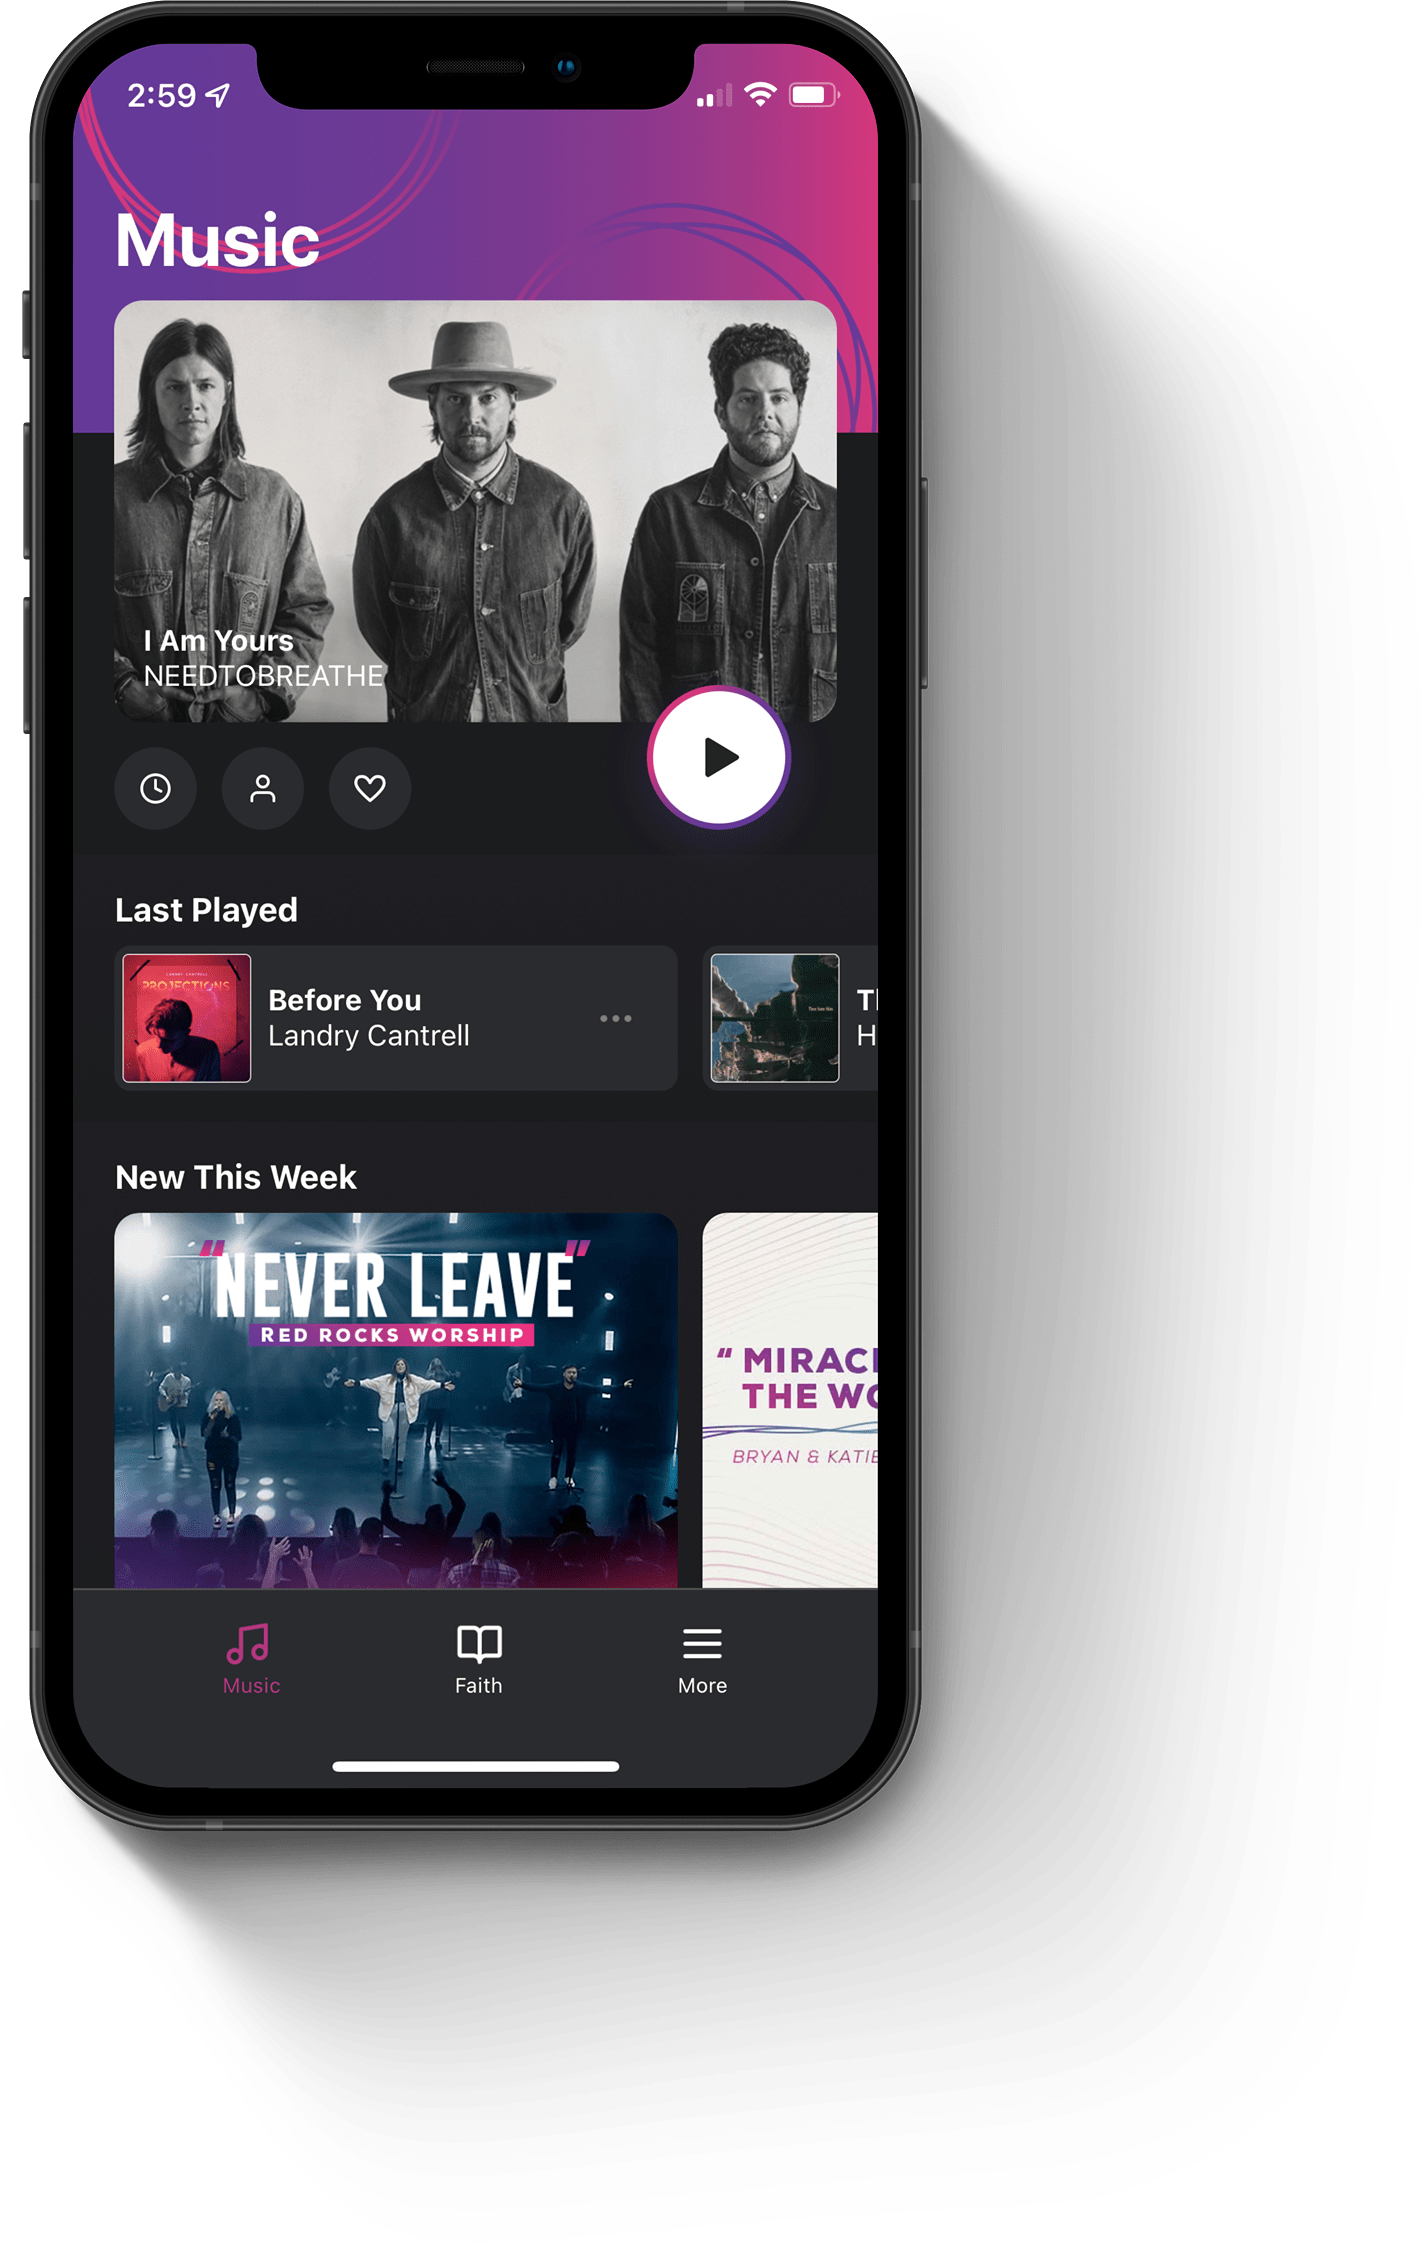 2:59
Music
I Am Yours
NEEDTOBREATHE
Last Played
LANDRY CANTRELL
PROJECTIONS
Before You
Landry Cantrell
Tl
H
New This Week
"NEVER LEAVE"
RED ROCKS WORSHIP
“ MIRAC
THE WO
BRYAN & KATIE
Music
Faith
More